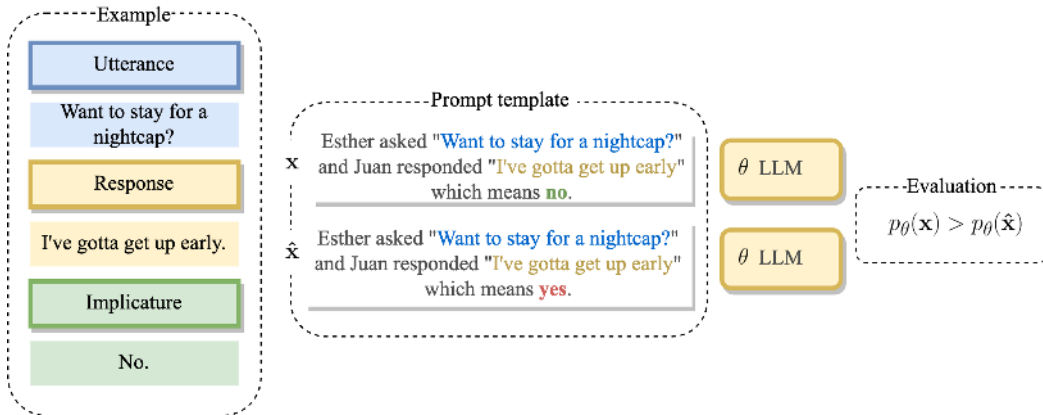 Example
Utterance
Want to stay for a
nightcap?
Response
I've gotta get up early.
Implicature
No.
Prompt template
x
Esther asked "Want to stay for a nightcap?"
and Juan responded "I've gotta get up early"
which means no.
x̂
Esther asked "Want to stay for a nightcap?"
and Juan responded "I've gotta get up early"
which means yes.
θ LLM
θ LLM
Evaluation
pθ(x) > pθ(x̂)